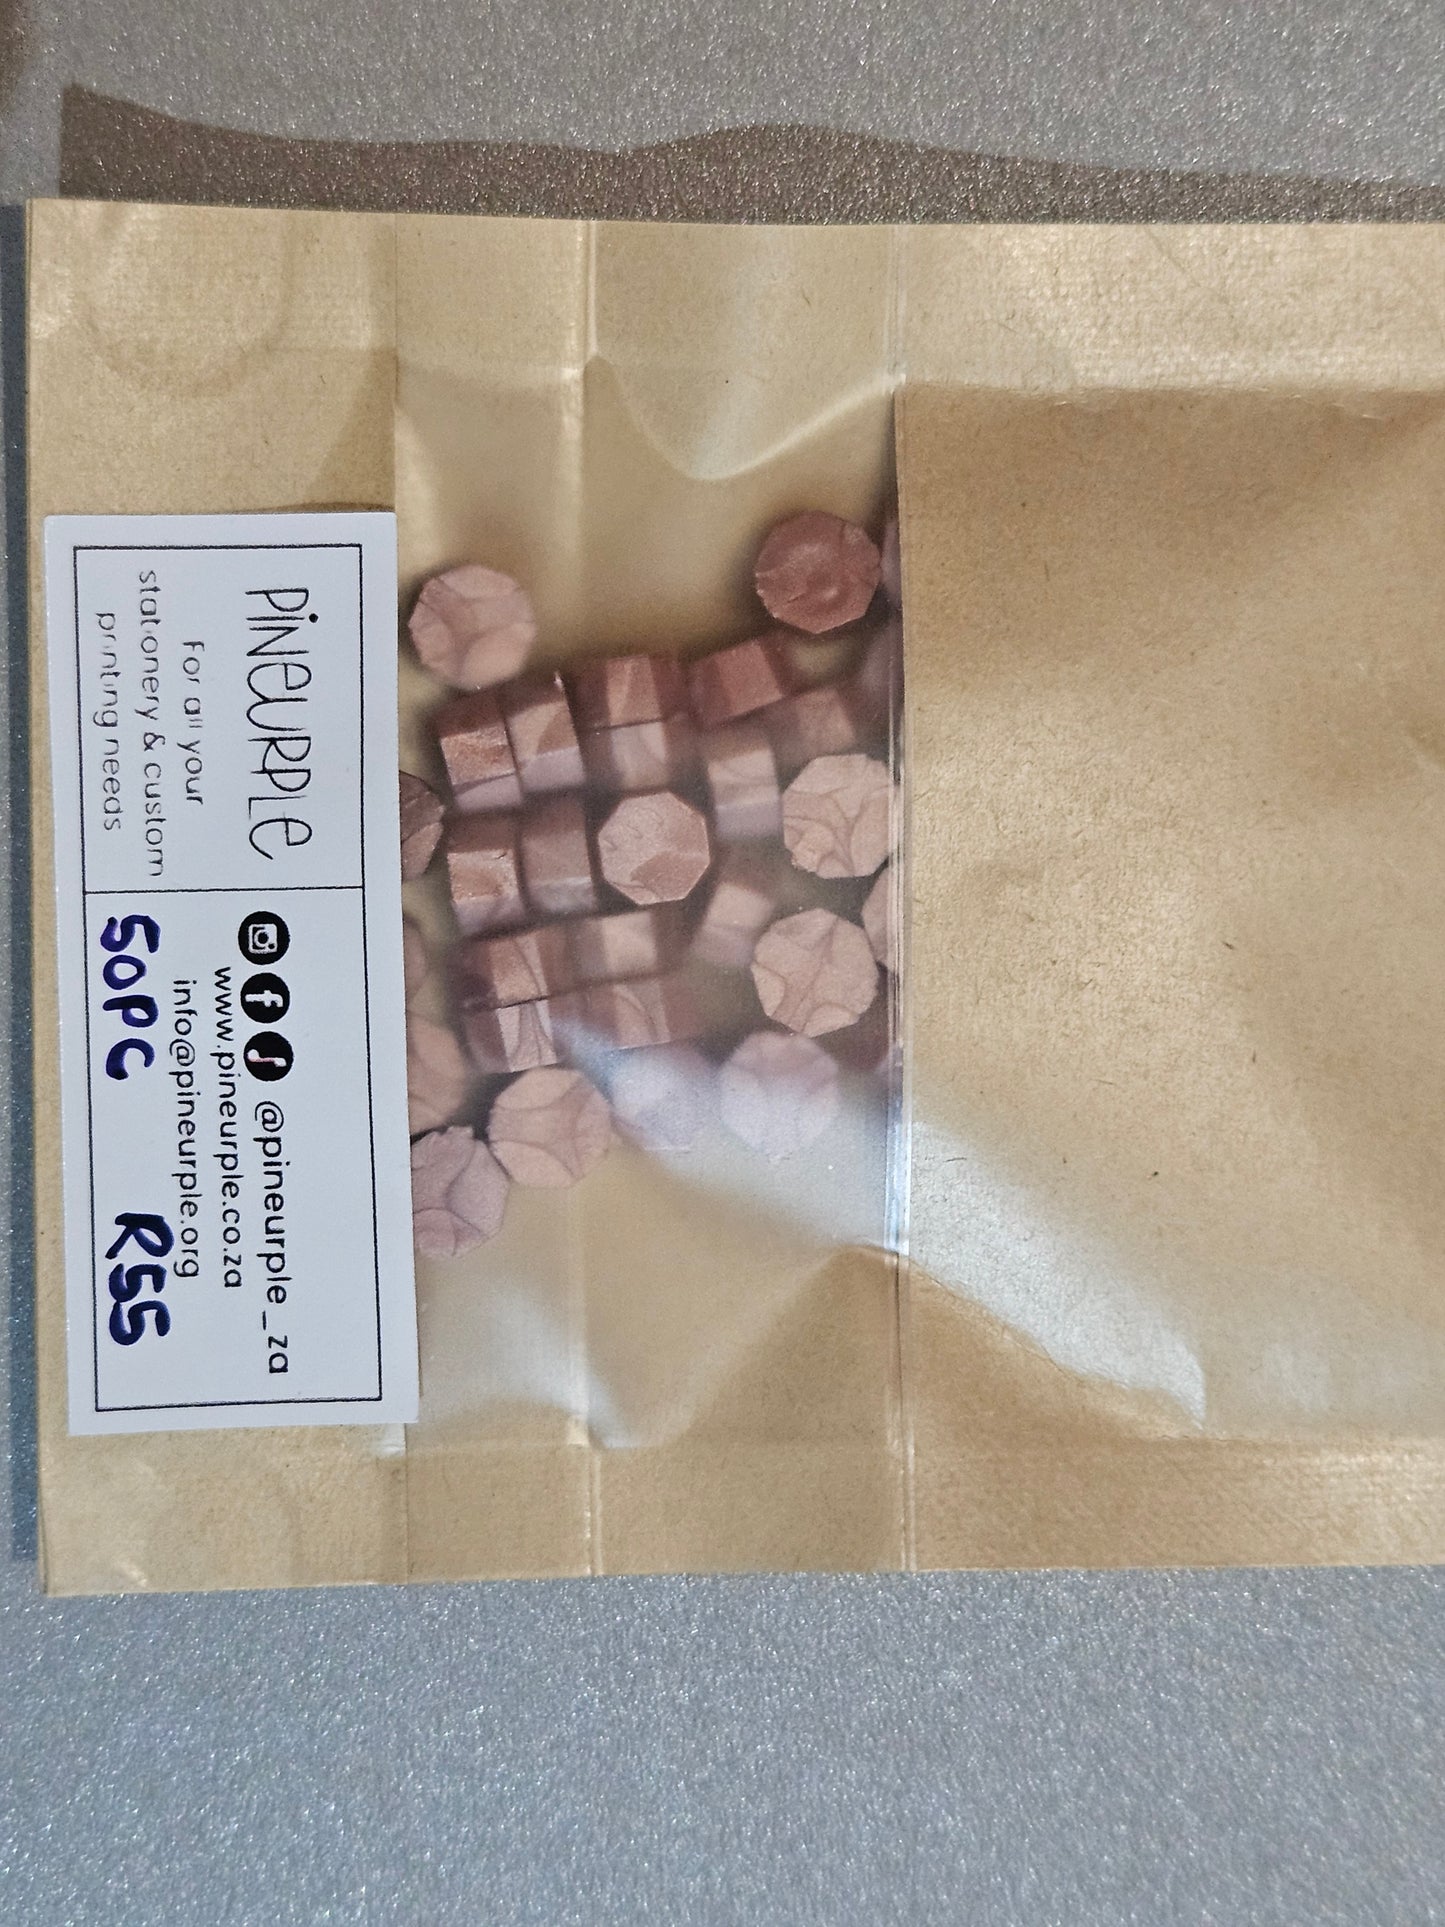 PINEURPLE
For all your
stationery & custom
printing needs
@pineurple_za
www.pineurple.co.za
info@pineurple.org
50PC R55